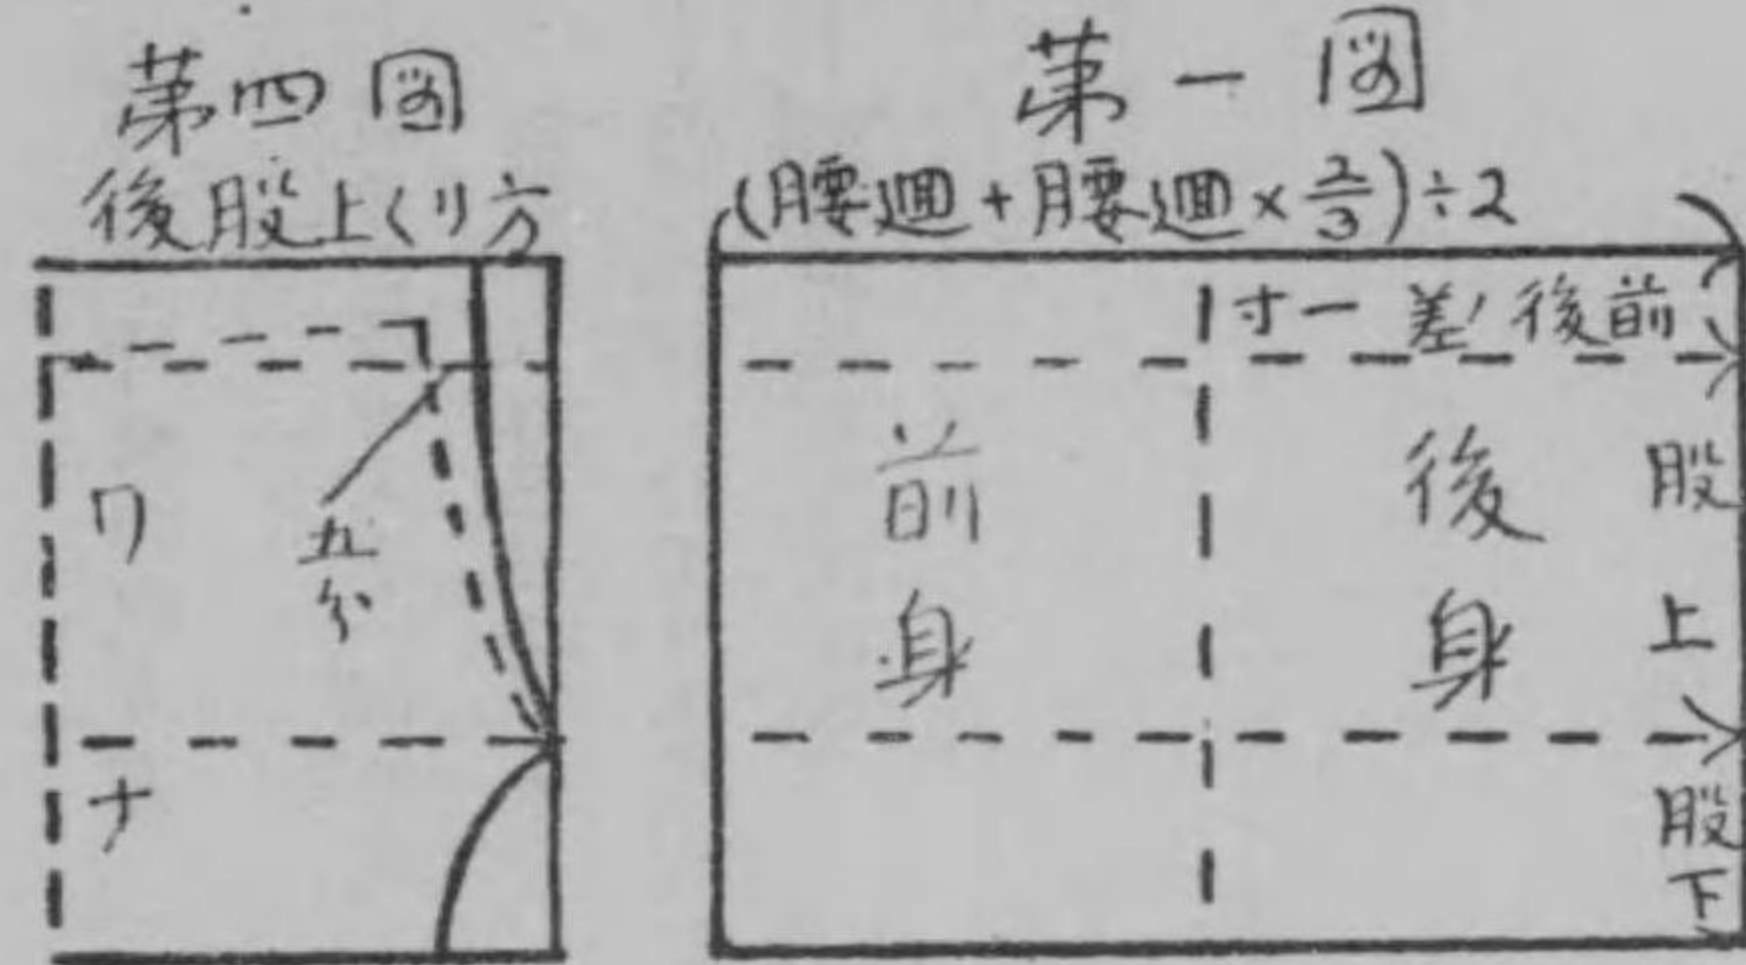 第一図
(腰廻+腰廻×2/3)÷2
前後ノ差一寸
後身
前身
股上
股下
第四図
後股上くり方
五分
ワ
ナ